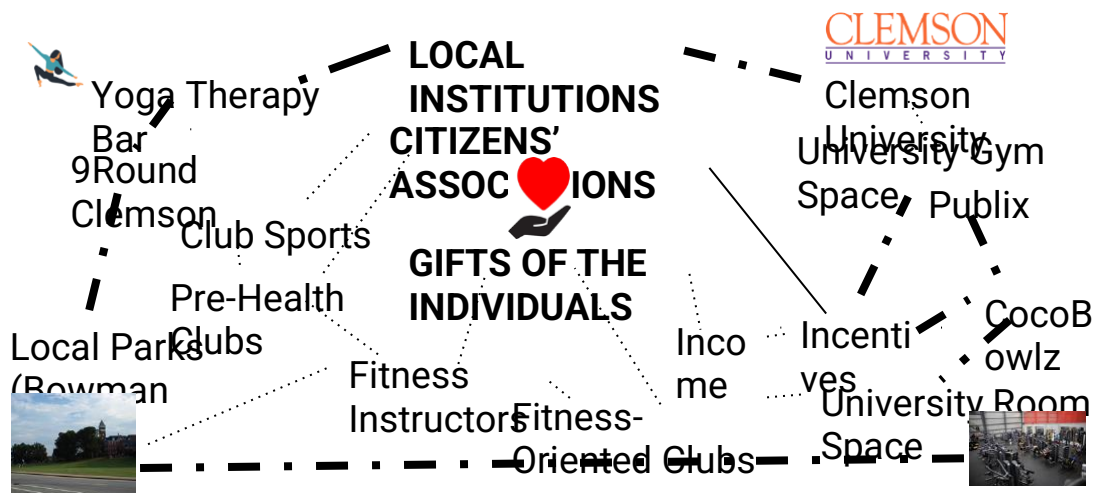 LOCAL
INSTITUTIONS
CITIZENS’
ASSOC IONS
GIFTS OF THE
INDIVIDUALS
Yoga Therapy
Bar
9Round
Clemson
Club Sports
Pre-Health
Clubs
Local Parks
(Bowman
Fitness
Instructors
Fitness-
Oriented Clubs
Inco
me
Incenti
ves
CLEMSON
UNIVERSITY
Clemson
University
University Gym
Space
Publix
CocoB
owlz
University Room
Space